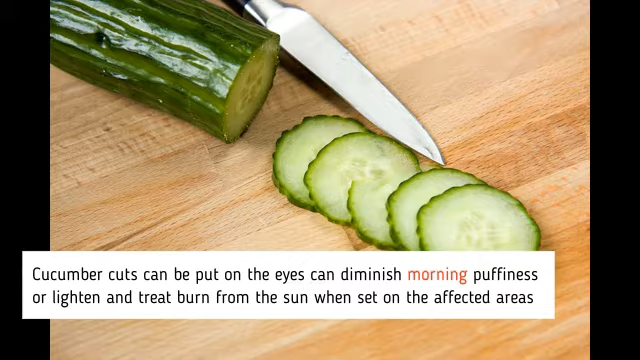 Cucumber cuts can be put on the eyes can diminish morning puffiness
or lighten and treat burn from the sun when set on the affected areas